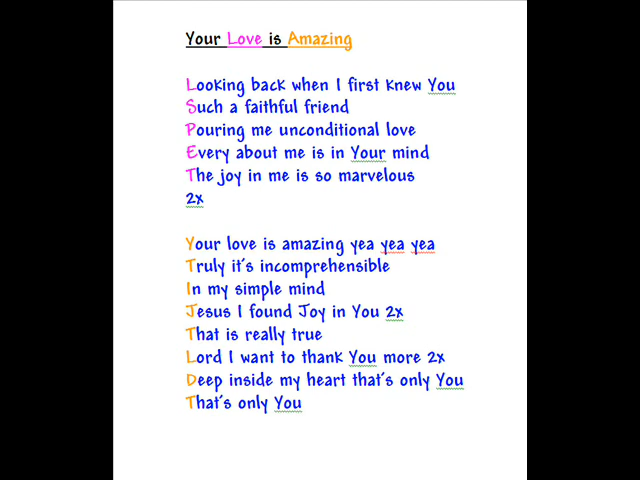 Your Love is Amazing
Looking back when I first knew You
Such a faithful friend
Pouring me unconditional love
Every about me is in Your mind
The joy in me is so marvelous
2x
Your love is amazing yea yea yea
Truly it's incomprehensible
In my simple mind
Jesus I found Joy in You 2x
That is really true
Lord I want to thank You more 2x
Deep inside my heart that's only You
That's only You